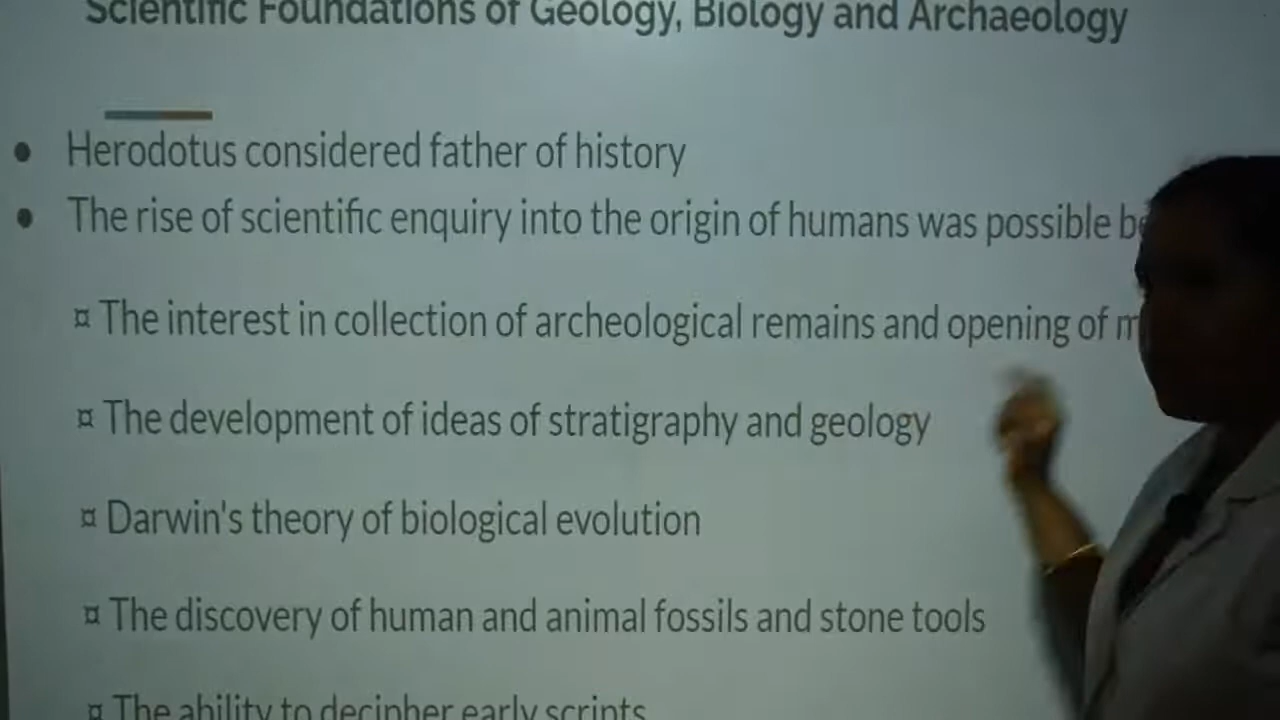 Scientific Foundations of Geology, Biology and Archaeology
• Herodotus considered father of history
• The rise of scientific enquiry into the origin of humans was possible
¤ The interest in collection of archeological remains and opening of
¤ The development of ideas of stratigraphy and geology
¤ Darwin's theory of biological evolution
¤ The discovery of human and animal fossils and stone tools
¤ The ability to decipher early scripts